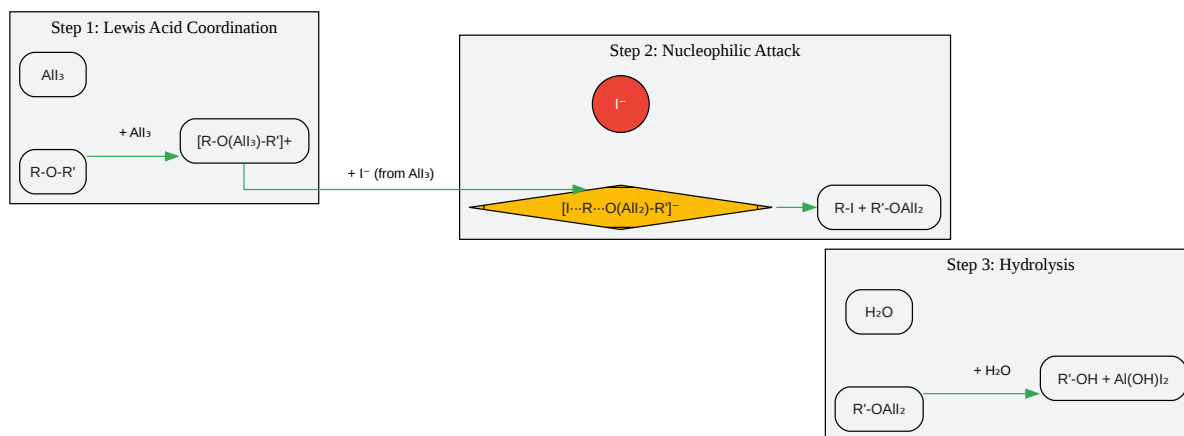 Step 1: Lewis Acid Coordination
AlI₃
+ AlI₃
[R-O(AlI₃)-R']+
R-O-R'
Step 2: Nucleophilic Attack
I⁻
+ I⁻ (from AlI₃)
[I···R···O(AlI₂)-R']⁻
R-I + R'-OAlI₂
Step 3: Hydrolysis
H₂O
+ H₂O
R'-OH + Al(OH)I₂
R'-OAlI₂